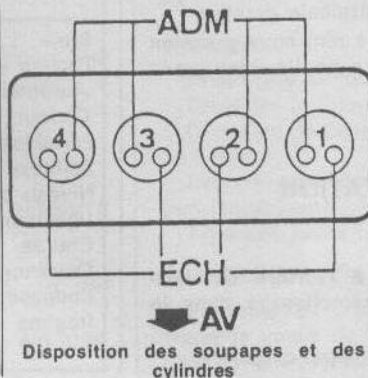 ADM
4 3 2 1
ECH
AV
Disposition des soupapes et des
cylindres